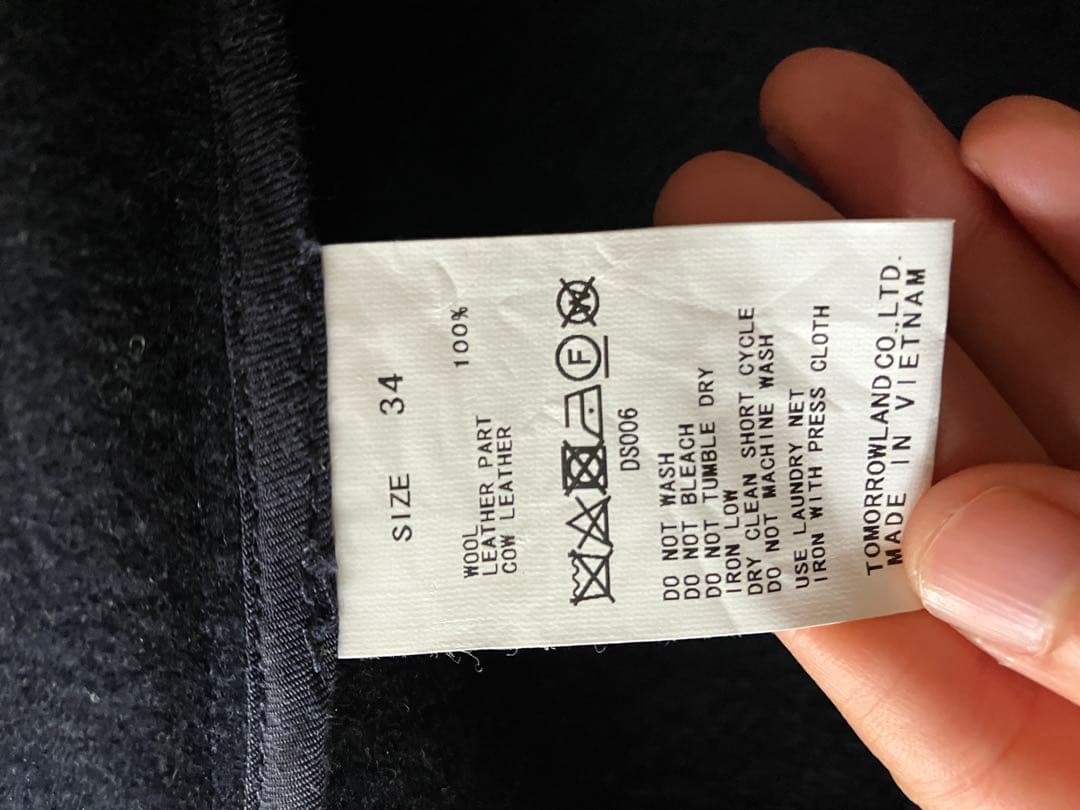 SIZE 34
WOOL 100%
LEATHER PART
COW LEATHER
F W
DS006
DO NOT WASH
DO NOT BLEACH
DO NOT TUMBLE DRY
IRON LOW
DRY CLEAN SHORT CYCLE
DO NOT MACHINE WASH
USE LAUNDRY NET
IRON WITH PRESS CLOTH
TOMORROWLAND CO.,LTD.
MADE IN VIETNAM